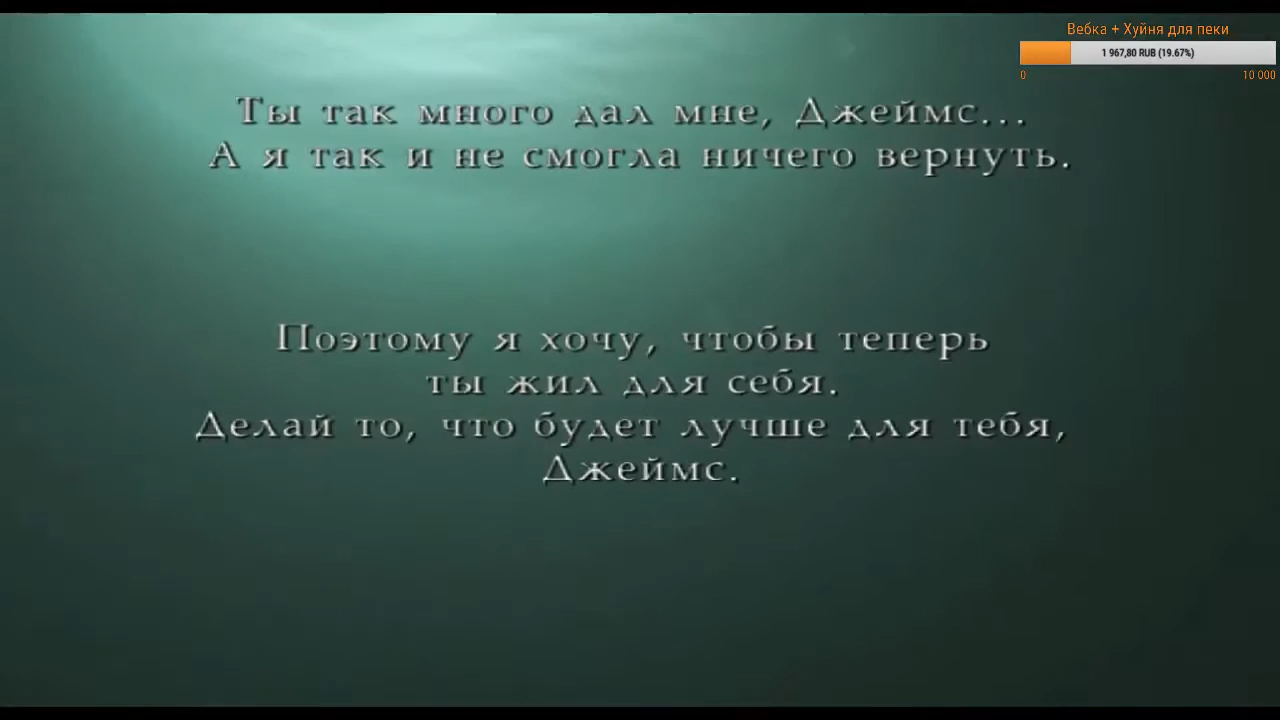 Вебка + Хуйня для пеки
1 967,80 RUB (19.67%)
0 10 000
Ты так много дал мне, Джеймс...
А я так и не смогла ничего вернуть.
Поэтому я хочу, чтобы теперь
ты жил для себя.
Делай то, что будет лучше для тебя,
Джеймс.